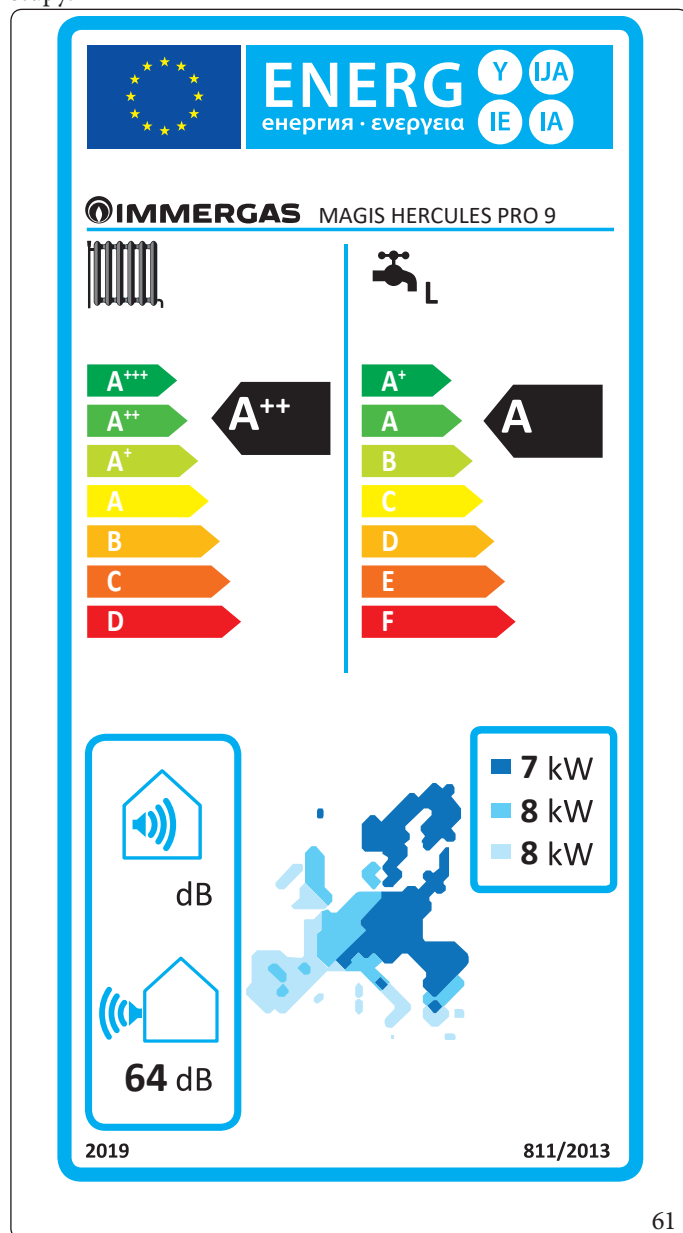 ENERG Y IJA
енергия · ενεργεια IE IA
IMMERGAS MAGIS HERCULES PRO 9
L
A+++
A++
A+
A
B
C
D
A++
A+
A
B
C
D
E
F
A
dB
64 dB
7 kW
8 kW
8 kW
2019
811/2013
61